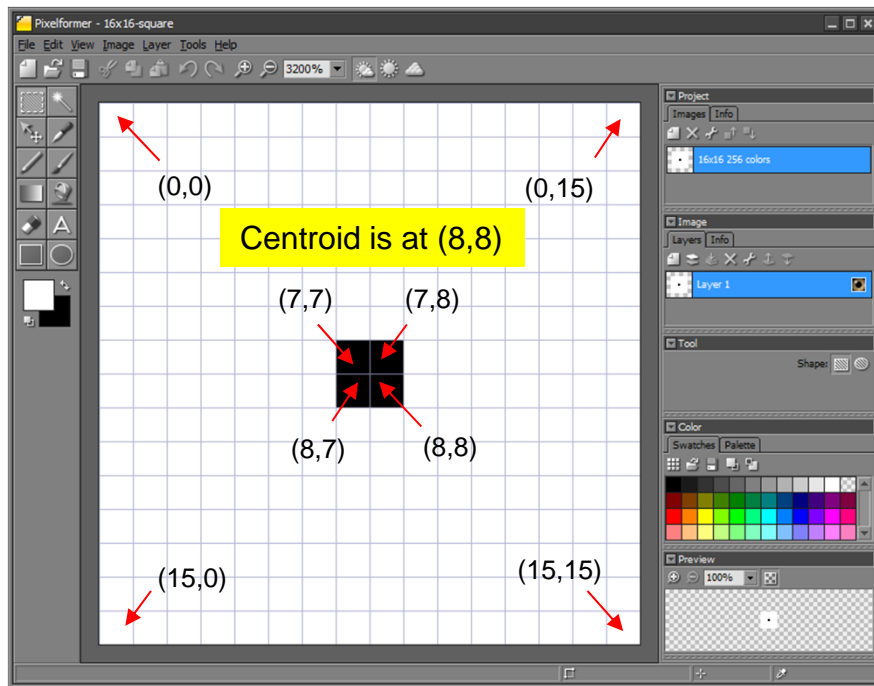 Pixelformer - 16x16-square
File Edit View Image Layer Tools Help
3200%
(0,0)
(0,15)
Centroid is at (8,8)
(7,7)
(7,8)
(8,7)
(8,8)
(15,0)
(15,15)
A
Project
Images Info
16x16 256 colors
Image
Layers Info
Layer 1
Tool
Shape:
Color
Swatches Palette
Preview
100%